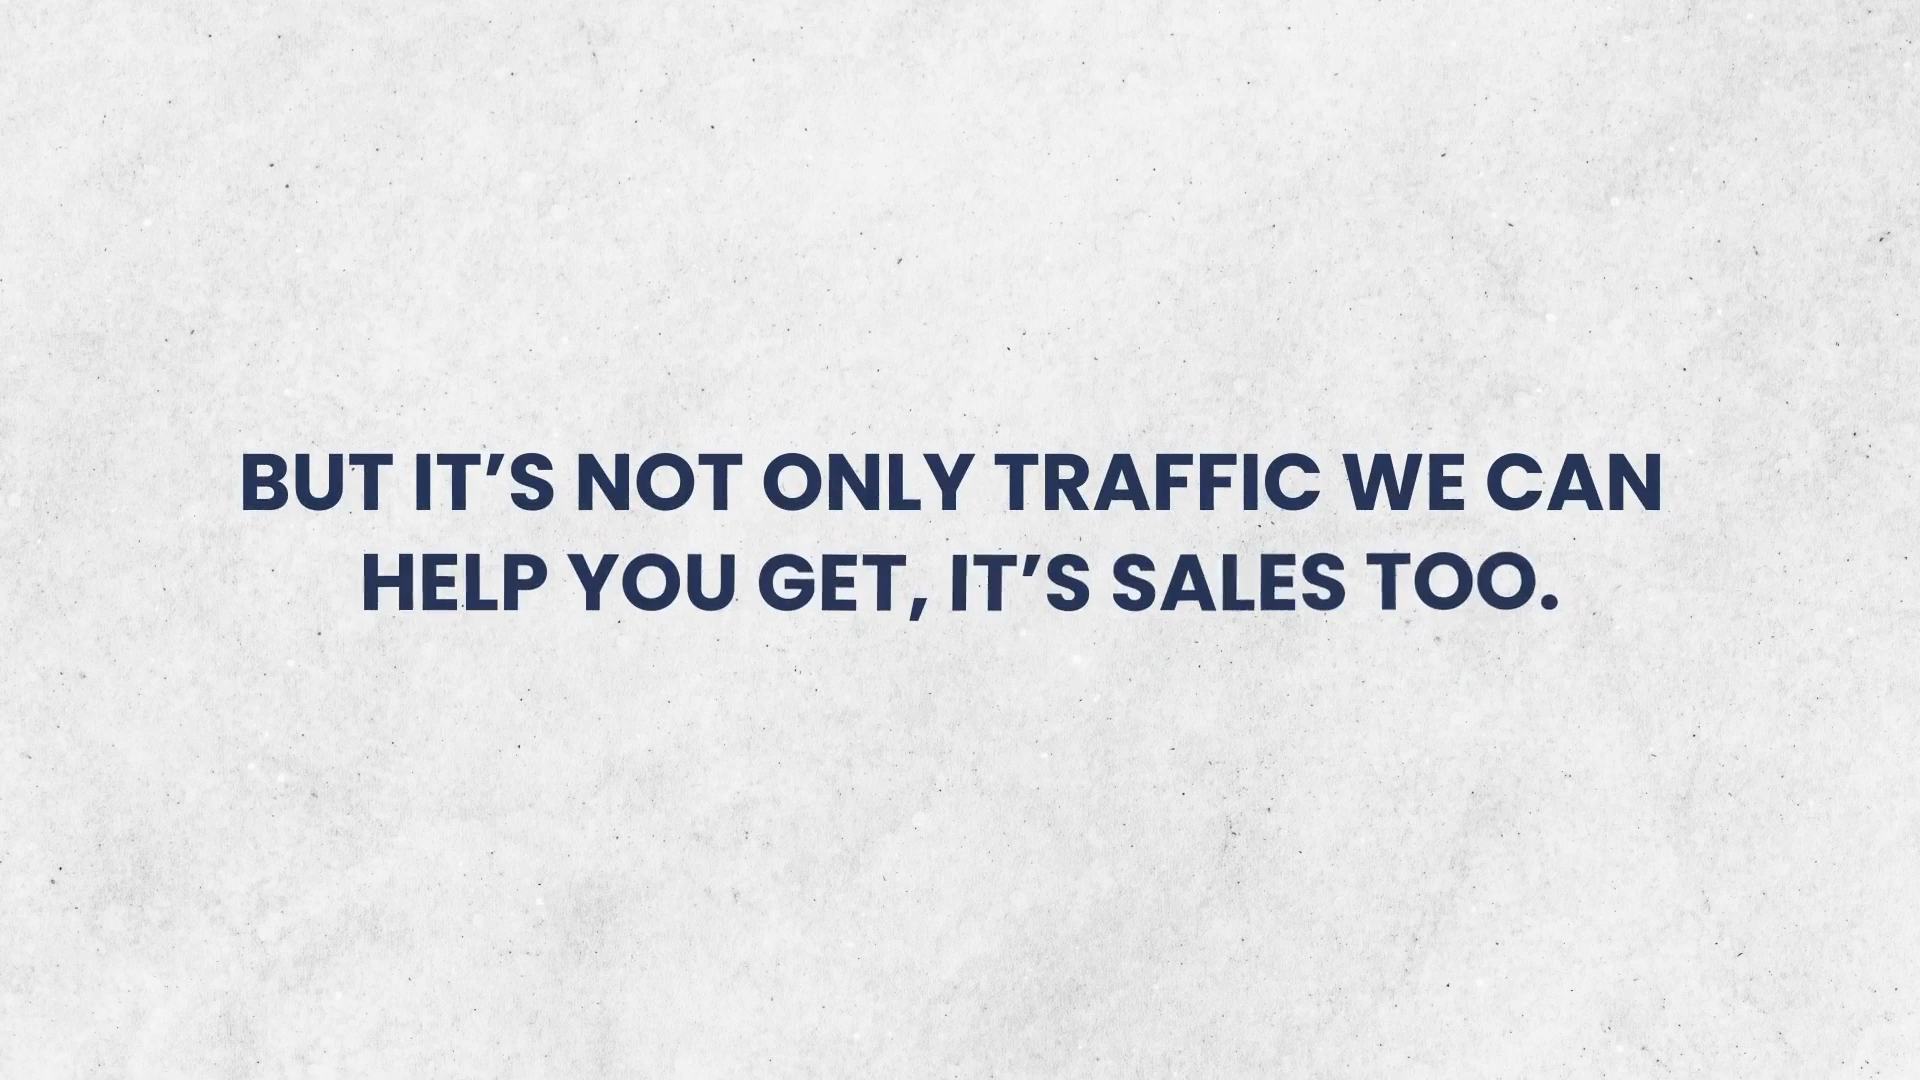 BUT IT’S NOT ONLY TRAFFIC WE CAN
HELP YOU GET, IT’S SALES TOO.